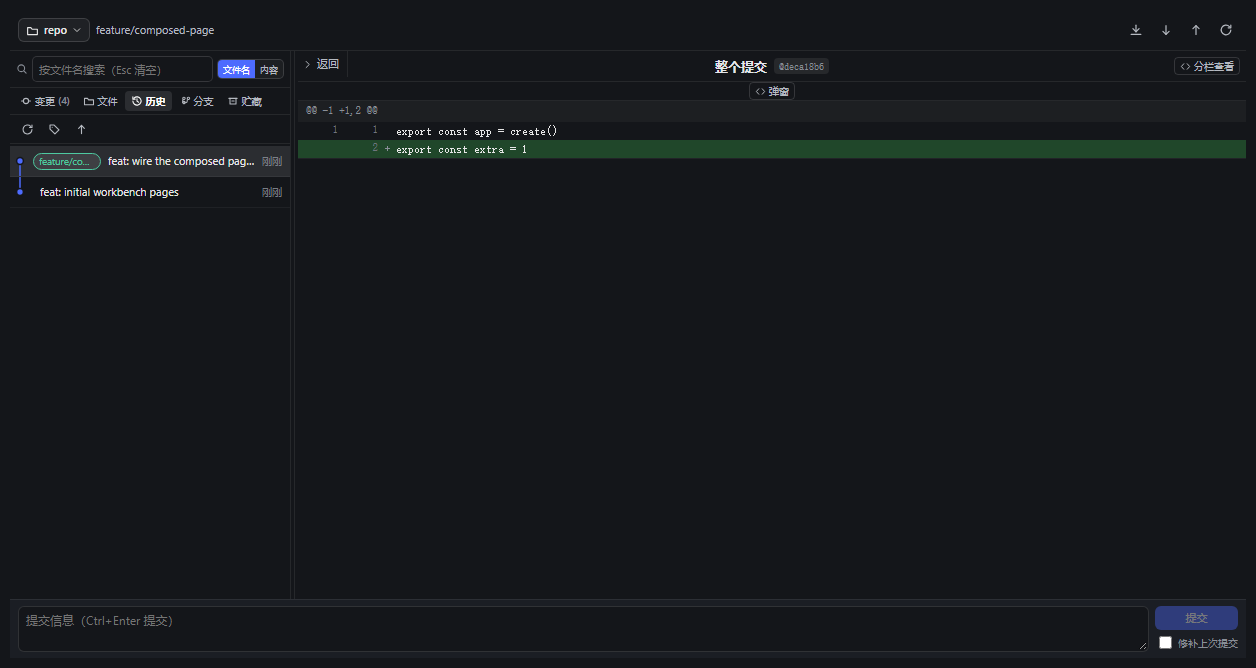 repo feature/composed-page
按文件名搜索（Esc 清空） 文件名 内容
变更 (4) 文件 历史 分支 贮藏
feature/co... feat: wire the composed pag... 刚刚
feat: initial workbench pages 刚刚
返回 整个提交 @deca18b6 分栏查看
弹窗
@@ -1 +1,2 @@
1 1 export const app = create()
2 + export const extra = 1
提交信息（Ctrl+Enter 提交） 提交
修补上次提交